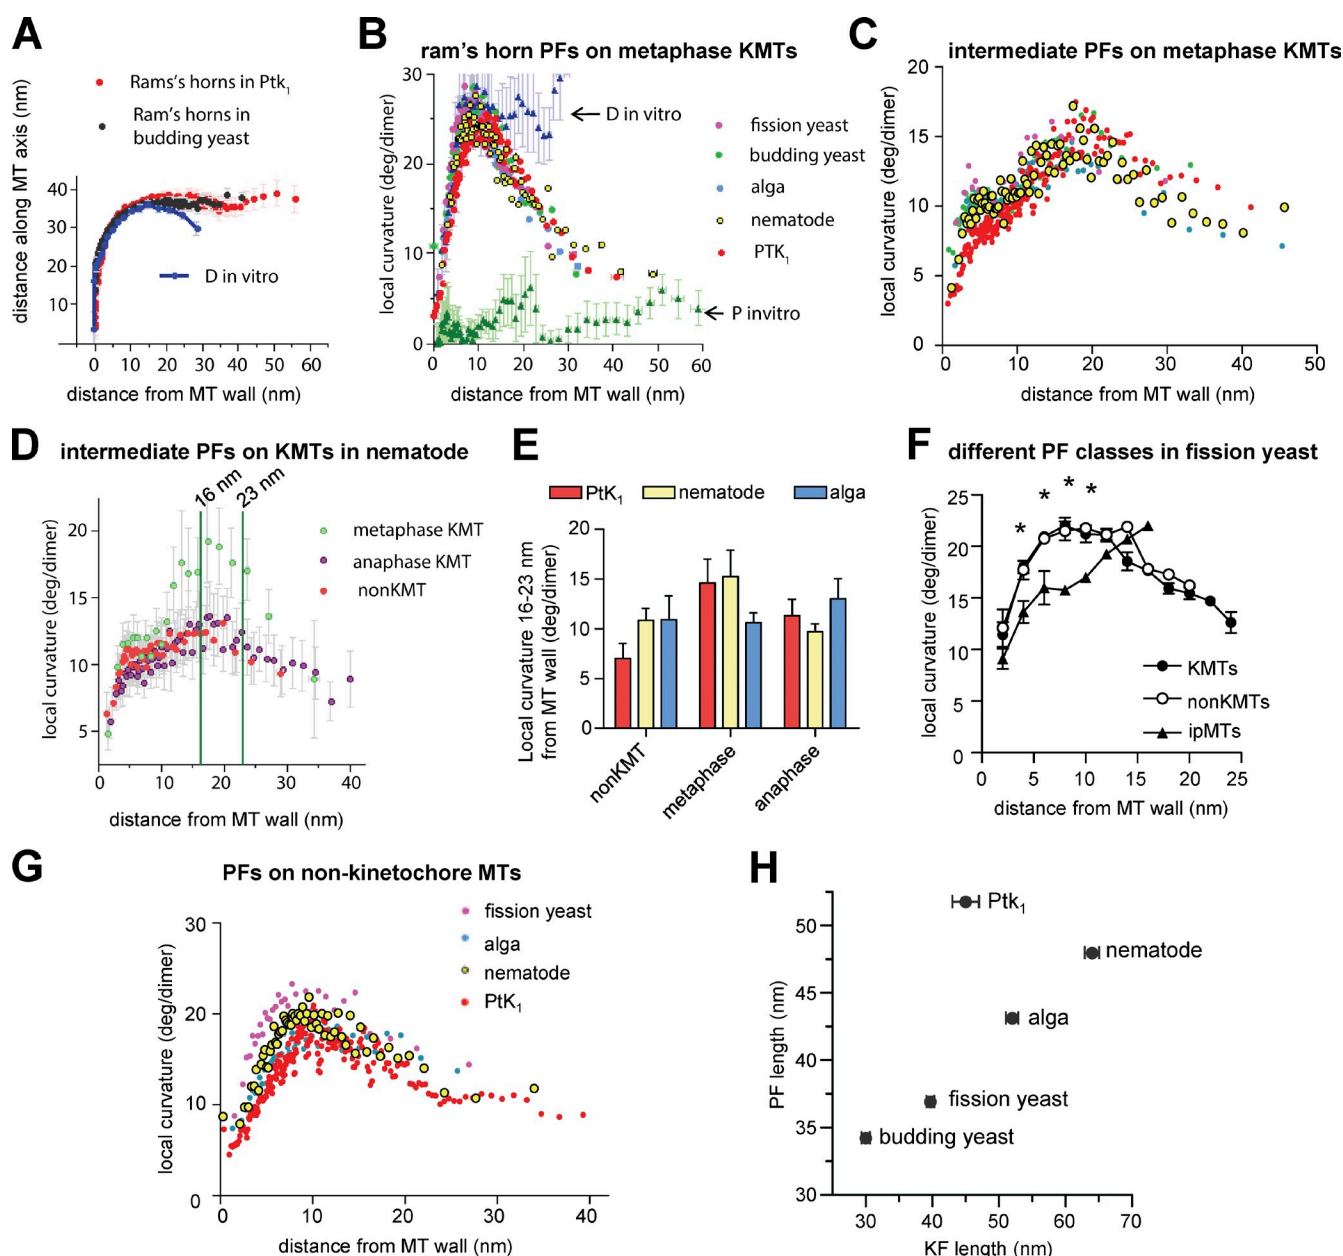 A
Rams's horns in Ptk1
Ram's horns in
budding yeast
distance along MT axis (nm)
40
30
20
10
D in vitro
0 10 20 30 40 50 60
distance from MT wall (nm)
B
ram's horn PFs on metaphase KMTs
local curvature (deg/dimer)
30
20
10
0
D in vitro
fission yeast
budding yeast
alga
nematode
PTK1
P invitro
0 10 20 30 40 50 60
distance from MT wall (nm)
C
intermediate PFs on metaphase KMTs
local curvature (deg/dimer)
20
15
10
5
0
0 10 20 30 40 50
distance from MT wall (nm)
D
intermediate PFs on KMTs in nematode
16 nm
23 nm
local curvature (deg/dimer)
20
15
10
5
metaphase KMT
anaphase KMT
nonKMT
0 10 20 30 40
distance from MT wall (nm)
E
PtK1 nematode alga
Local curvature 16-23 nm
from MT wall (deg/dimer)
20
15
10
5
0
nonKMT
metaphase
anaphase
F
different PF classes in fission yeast
* * * *
local curvature (deg/dimer)
25
20
15
10
5
0
KMTs
nonKMTs
ipMTs
0 5 10 15 20 25
distance from MT wall (nm)
G
PFs on non-kinetochore MTs
fission yeast
alga
nematode
PtK1
local curvature (deg/dimer)
30
20
10
0
0 10 20 30 40
distance from MT wall (nm)
H
PF length (nm)
50
45
40
35
30
Ptk1
nematode
alga
fission yeast
budding yeast
30 40 50 60 70
KF length (nm)